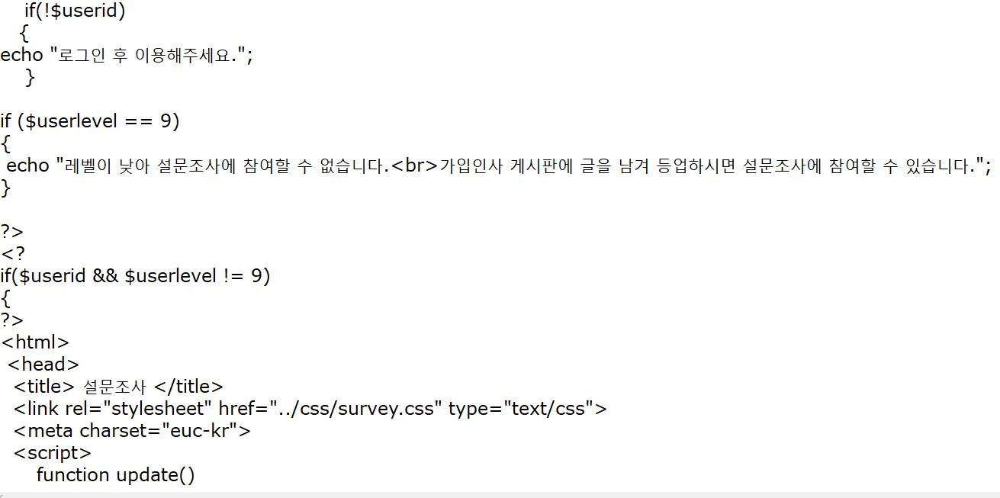 if(!$userid)
{
echo "로그인 후 이용해주세요.";
}
if ($userlevel == 9)
{
echo "레벨이 낮아 설문조사에 참여할 수 없습니다.<br>가입인사 게시판에 글을 남겨 등업하시면 설문조사에 참여할 수 있습니다.";
}
?>
<?
if($userid && $userlevel != 9)
{
?>
<html>
<head>
<title> 설문조사 </title>
<link rel="stylesheet" href="../css/survey.css" type="text/css">
<meta charset="euc-kr">
<script>
function update()